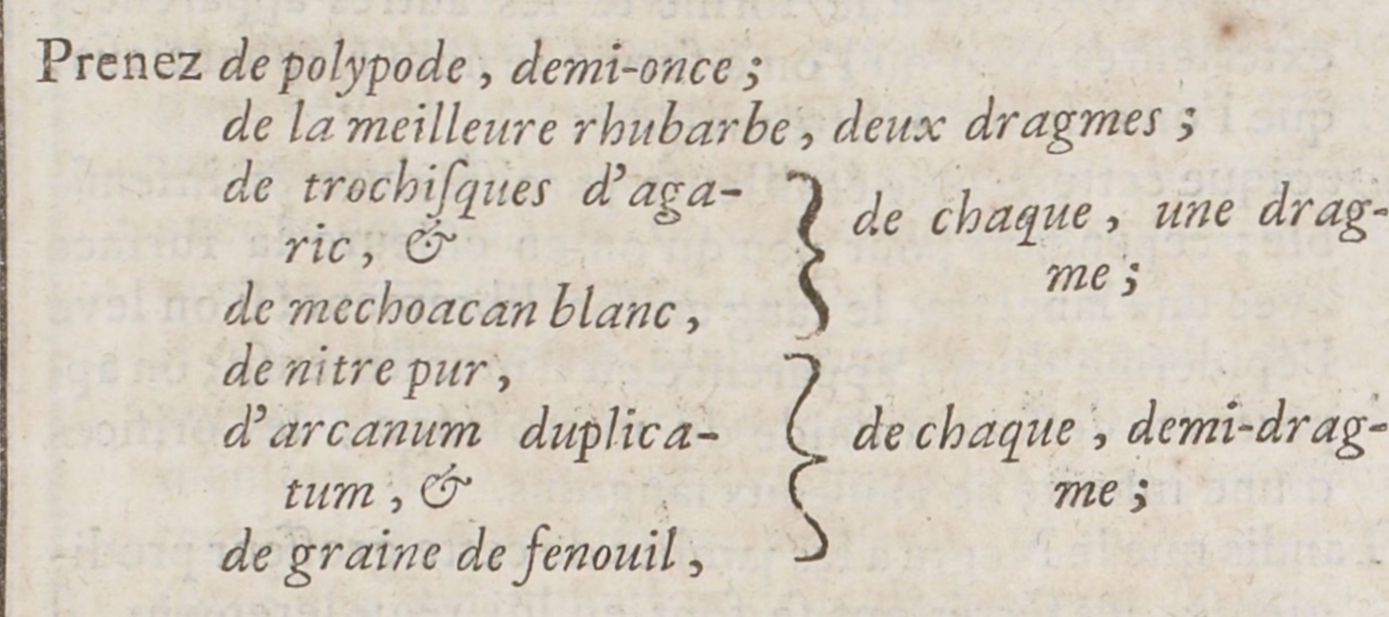 Prenez de polypode, demi-once;
de la meilleure rhubarbe, deux dragmes;
de trochiſques d'aga-
ric, &
de mechoacan blanc,
de chaque, une drag-
me;
de nitre pur,
d'arcanum duplica-
tum, &
de graine de fenouil,
de chaque, demi-drag-
me;